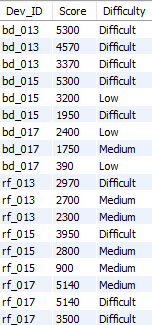 Dev_ID Score Difficulty
bd_013 5300 Difficult
bd_013 4570 Difficult
bd_013 3370 Difficult
bd_015 5300 Difficult
bd_015 3200 Low
bd_015 1950 Difficult
bd_017 2400 Low
bd_017 1750 Medium
bd_017 390 Low
rf_013 2970 Difficult
rf_013 2700 Medium
rf_013 2300 Medium
rf_015 3950 Difficult
rf_015 2800 Medium
rf_015 900 Medium
rf_017 5140 Medium
rf_017 5140 Difficult
rf_017 3500 Difficult